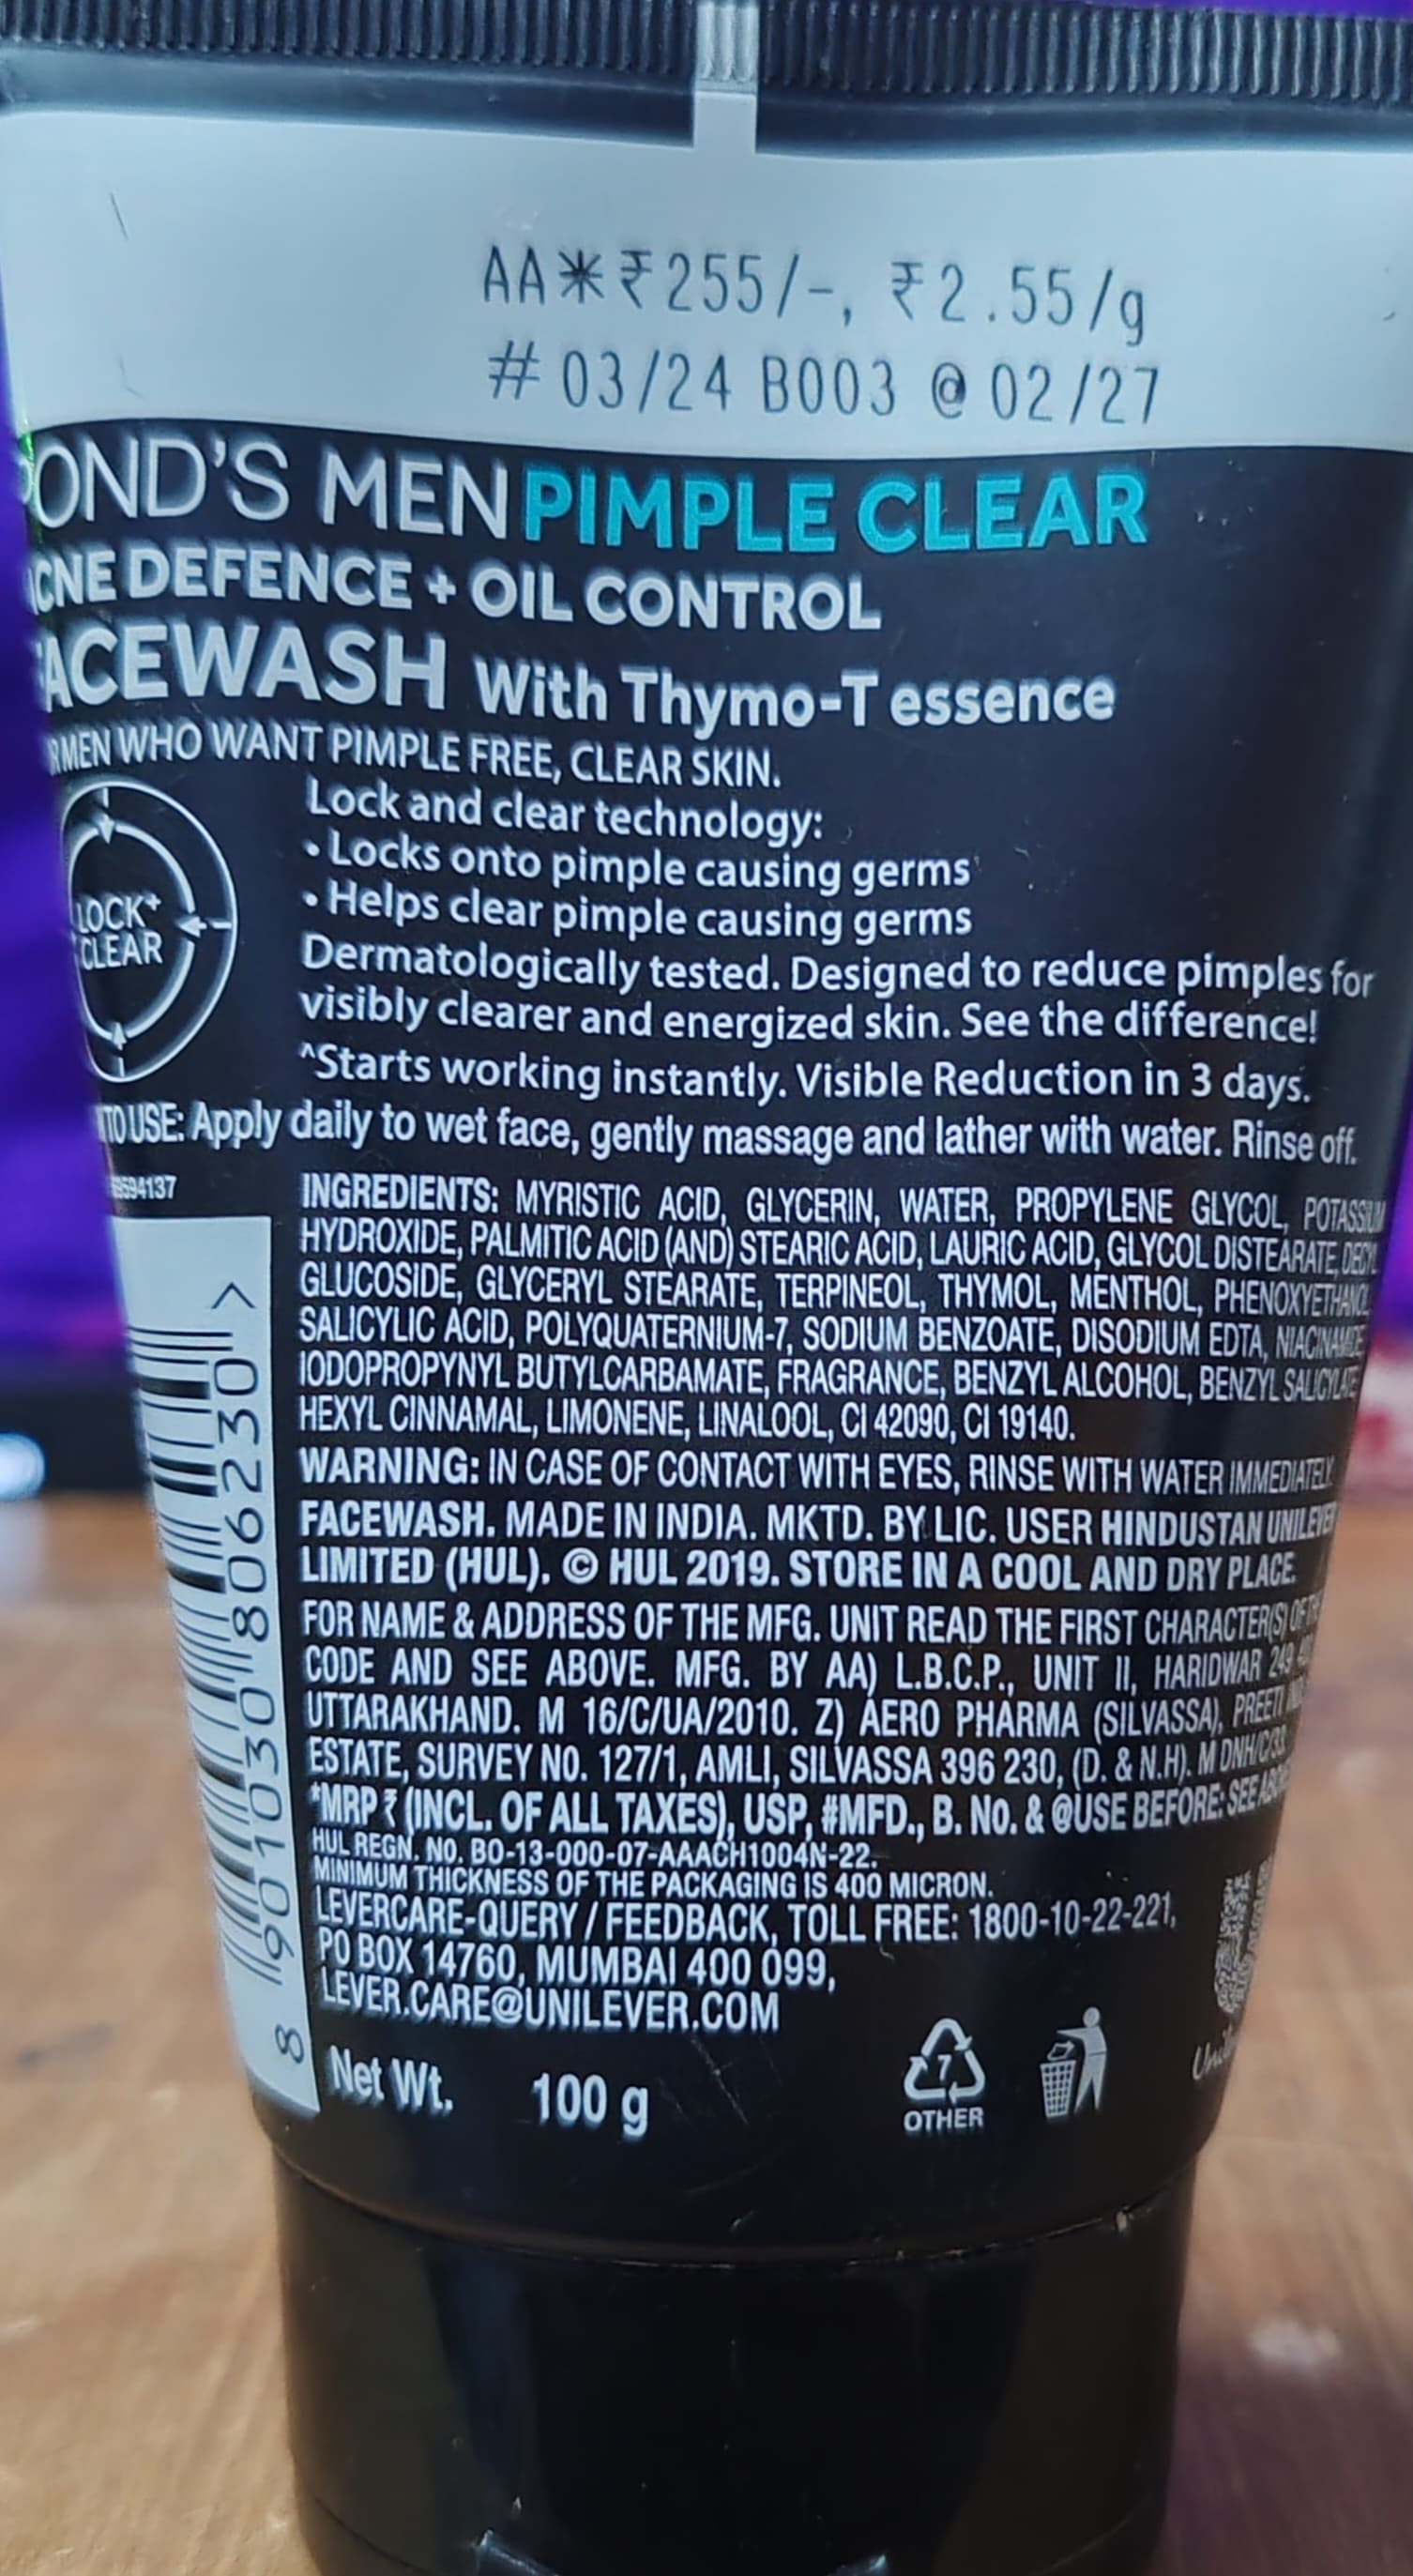 AA*₹255/-, ₹2.55/g
#03/24 B003 @ 02/27
POND'S MEN PIMPLE CLEAR
ACNE DEFENCE + OIL CONTROL
FACEWASH With Thymo-T essence
MEN WHO WANT PIMPLE FREE, CLEAR SKIN.
LOCK+
CLEAR
Lock and clear technology:
• Locks onto pimple causing germs
• Helps clear pimple causing germs
Dermatologically tested. Designed to reduce pimples for
visibly clearer and energized skin. See the difference!
^Starts working instantly. Visible Reduction in 3 days.
TO USE: Apply daily to wet face, gently massage and lather with water. Rinse off.
INGREDIENTS: MYRISTIC ACID, GLYCERIN, WATER, PROPYLENE GLYCOL, POTASSIUM
HYDROXIDE, PALMITIC ACID (AND) STEARIC ACID, LAURIC ACID, GLYCOL DISTEARATE, DECYL
GLUCOSIDE, GLYCERYL STEARATE, TERPINEOL, THYMOL, MENTHOL, PHENOXYETHANOL
SALICYLIC ACID, POLYQUATERNIUM-7, SODIUM BENZOATE, DISODIUM EDTA, NIACINAMIDE
IODOPROPYNYL BUTYLCARBAMATE, FRAGRANCE, BENZYL ALCOHOL, BENZYL SALICYLATE
HEXYL CINNAMAL, LIMONENE, LINALOOL, CI 42090, CI 19140.
WARNING: IN CASE OF CONTACT WITH EYES, RINSE WITH WATER IMMEDIATELY
FACEWASH. MADE IN INDIA. MKTD. BY LIC. USER HINDUSTAN UNILEVER
LIMITED (HUL). © HUL 2019. STORE IN A COOL AND DRY PLACE.
FOR NAME & ADDRESS OF THE MFG. UNIT READ THE FIRST CHARACTER(S) OF THE
CODE AND SEE ABOVE. MFG. BY AA) L.B.C.P., UNIT II, HARIDWAR 249
UTTARAKHAND. M 16/C/UA/2010. Z) AERO PHARMA (SILVASSA), PREETI
ESTATE, SURVEY NO. 127/1, AMLI, SILVASSA 396 230, (D. & N.H). M DNH/C/33
*MRP ₹ (INCL. OF ALL TAXES), USP, #MFD., B. NO. & @USE BEFORE: SEE ABOVE
HUL REGN. NO. BO-13-000-07-AAACH1004N-22.
MINIMUM THICKNESS OF THE PACKAGING IS 400 MICRON.
LEVERCARE-QUERY / FEEDBACK, TOLL FREE: 1800-10-22-221,
PO BOX 14760, MUMBAI 400 099,
LEVER.CARE@UNILEVER.COM
8 901030 806230 >
Net Wt. 100 g
7
OTHER